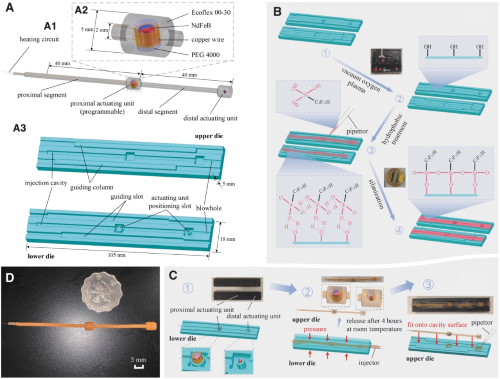 A
A1
A2
heating circuit
Ecoflex 00-30
NdFeB
copper wire
PEG 4000
5 mm
2 mm
40 mm
40 mm
proximal segment
proximal actuating unit
(programmable)
distal segment
distal actuating unit
A3
upper die
injection cavity
guiding column
5 mm
blowhole
guiding slot
actuating unit
positioning slot
18 mm
105 mm
lower die
B
①
vacuum oxygen
plasma
OH
OH
OH
②
pipettor
hydrophobic
treatment
③
silanization
④
C
①
proximal actuating unit
distal actuating unit
lower die
②
release after 4 hours
at room temperature
upper die
pressure
lower die
injector
③
fit onto cavity surface
pipettor
upper die
D
5 mm